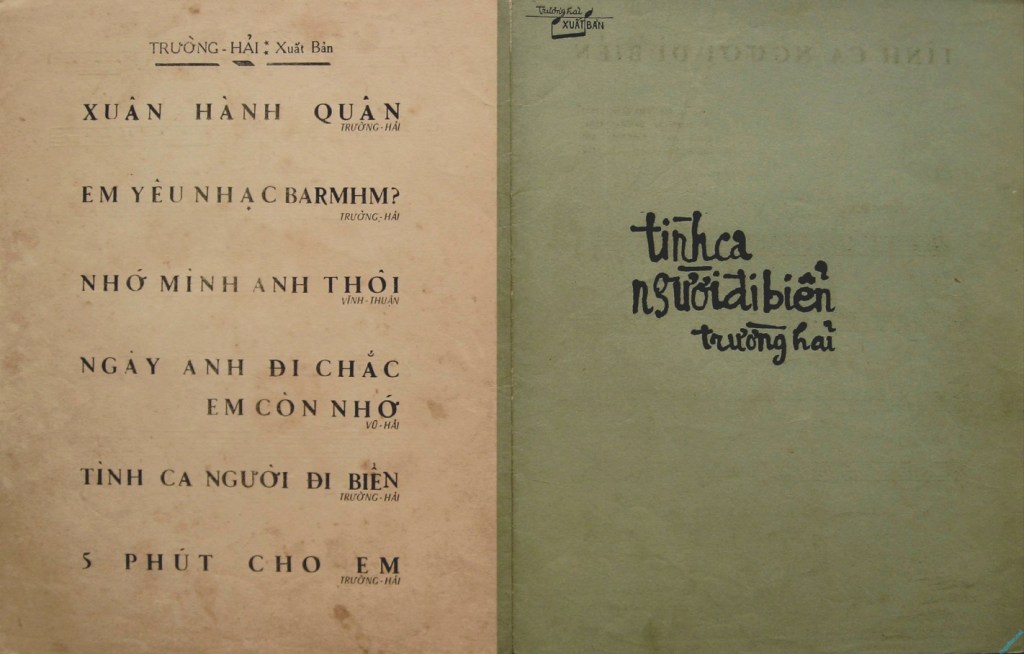 TRƯỜNG-HẢI : Xuất Bản
XUÂN HÀNH QUÂN
TRƯỜNG-HẢI
EM YÊU NHẠC BARMHM?
TRƯỜNG-HẢI
NHỚ MÌNH ANH THÔI
VĨNH-THUẬN
NGÀY ANH ĐI CHẮC
EM CÒN NHỚ
VŨ-HẢI
TÌNH CA NGƯỜI ĐI BIỂN
TRƯỜNG-HẢI
5 PHÚT CHO EM
TRƯỜNG-HẢI
Trường hải
XUẤT BẢN
tình ca
người đi biển
trường hải